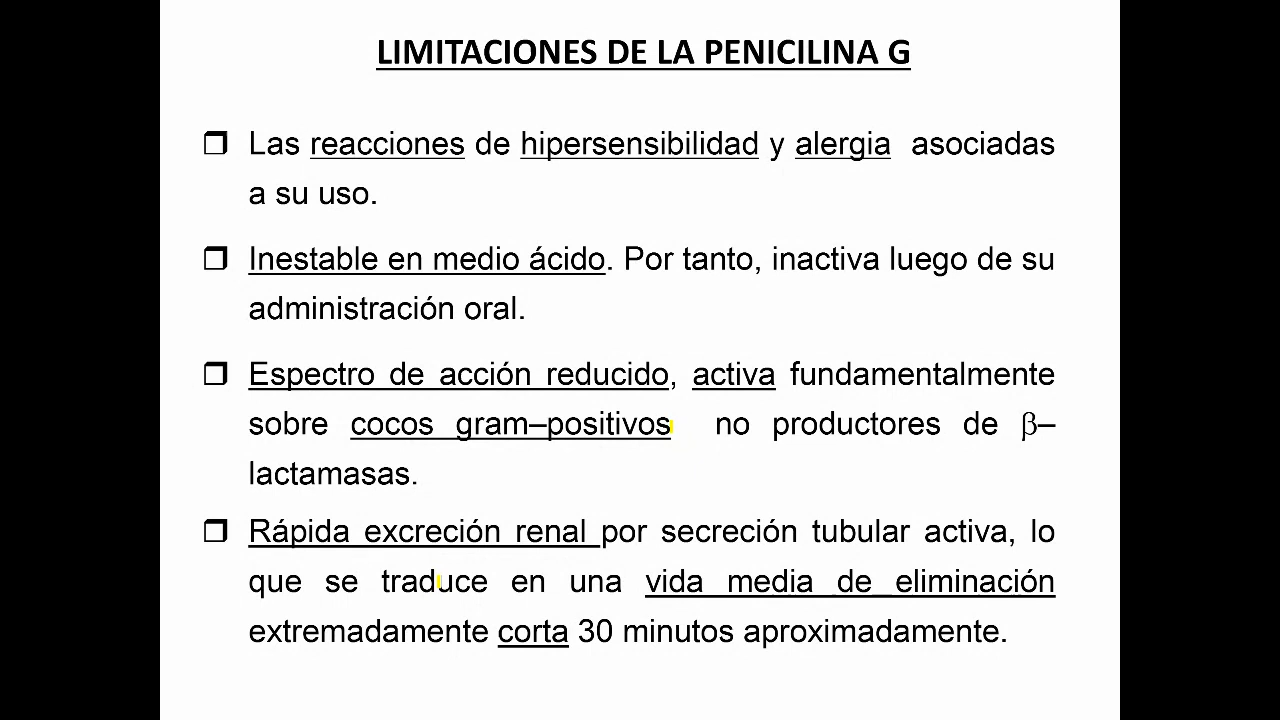 LIMITACIONES DE LA PENICILINA G
❒ Las reacciones de hipersensibilidad y alergia asociadas
a su uso.
❒ Inestable en medio ácido. Por tanto, inactiva luego de su
administración oral.
❒ Espectro de acción reducido, activa fundamentalmente
sobre cocos gram–positivos no productores de β–
lactamasas.
❒ Rápida excreción renal por secreción tubular activa, lo
que se traduce en una vida media de eliminación
extremadamente corta 30 minutos aproximadamente.